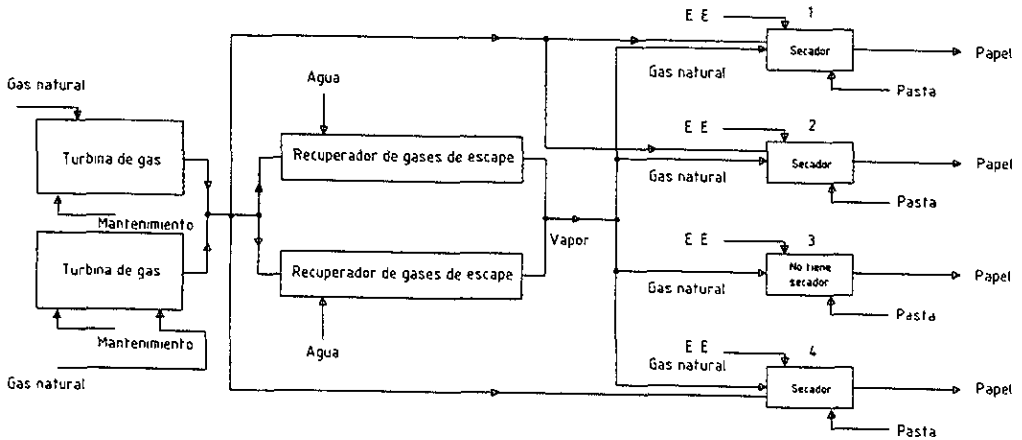 E E
1
Secador
Papel
Gas natural
Pasta
Gas natural
Turbina de gas
Mantenimiento
Turbina de gas
Mantenimiento
Gas natural
Agua
Recuperador de gases de escape
Recuperador de gases de escape
Agua
Vapor
E E
2
Secador
Papel
Gas natural
Pasta
E E
3
No tiene
secador
Papel
Gas natural
Pasta
E E
4
Gas natural
Secador
Papel
Pasta